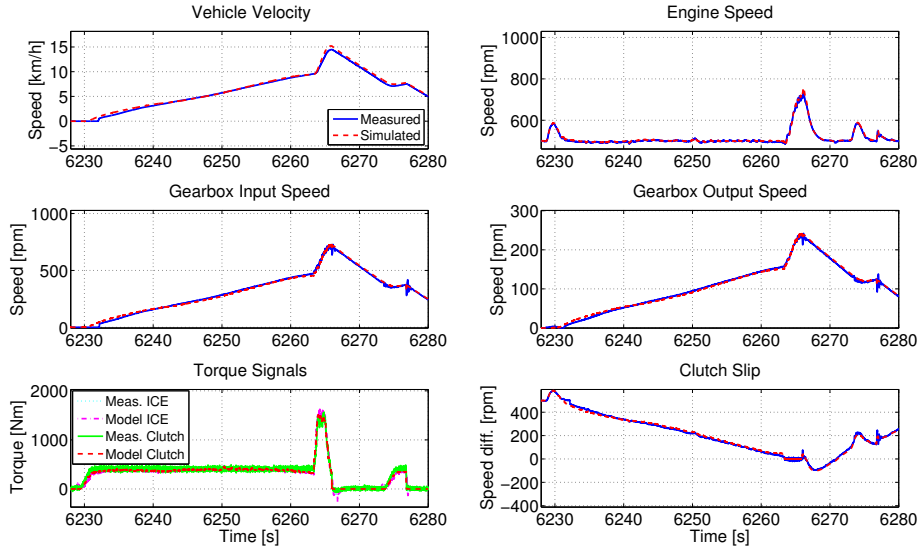 Vehicle Velocity
Speed [km/h]
15
10
5
0
−5
Measured
Simulated
6230 6240 6250 6260 6270 6280
Engine Speed
Speed [rpm]
1000
800
600
6230 6240 6250 6260 6270 6280
Gearbox Input Speed
Speed [rpm]
1000
500
0
6230 6240 6250 6260 6270 6280
Gearbox Output Speed
Speed [rpm]
300
200
100
0
6230 6240 6250 6260 6270 6280
Torque Signals
Torque [Nm]
2000
1000
0
Meas. ICE
Model ICE
Meas. Clutch
Model Clutch
6230 6240 6250 6260 6270 6280
Time [s]
Clutch Slip
Speed diff. [rpm]
400
200
0
−200
−400
6230 6240 6250 6260 6270 6280
Time [s]